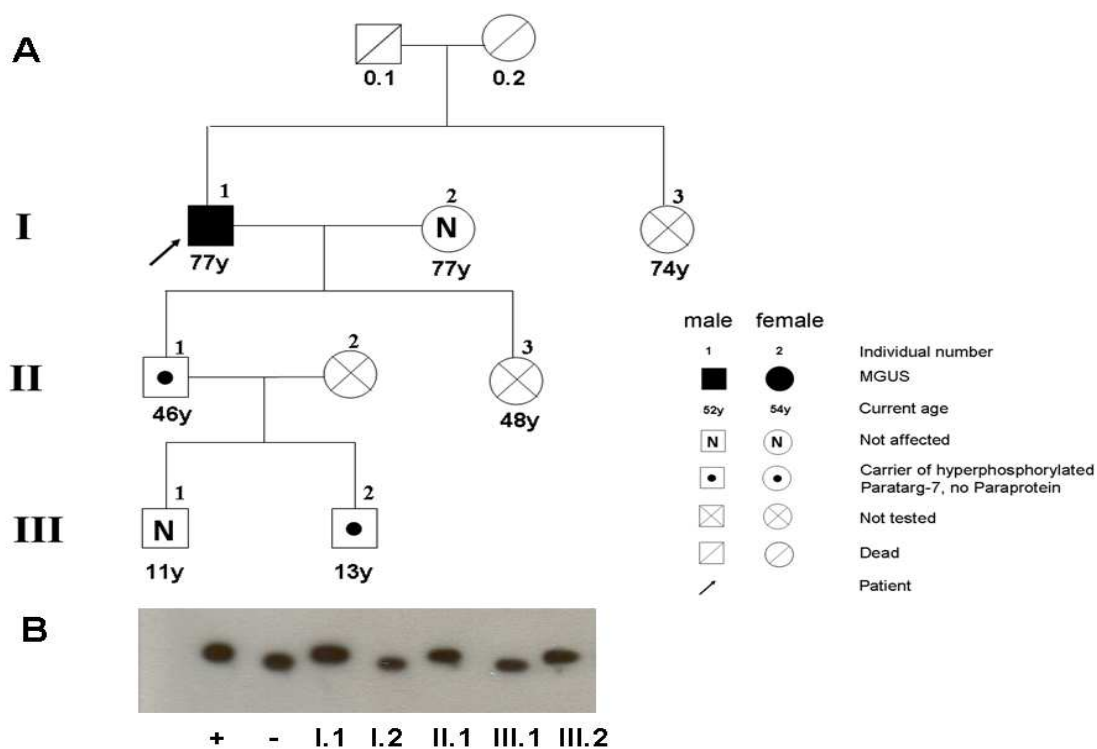 A
0.1 0.2
1 2 3
I
N
77y 77y 74y
1 2 3
II
46y 48y
1 2
III
N
11y 13y
male female
1 2 Individual number
MGUS
52y 54y Current age
N N Not affected
Carrier of hyperphosphorylated
Paratarg-7, no Paraprotein
Not tested
Dead
Patient
B
+ - I.1 I.2 II.1 III.1 III.2